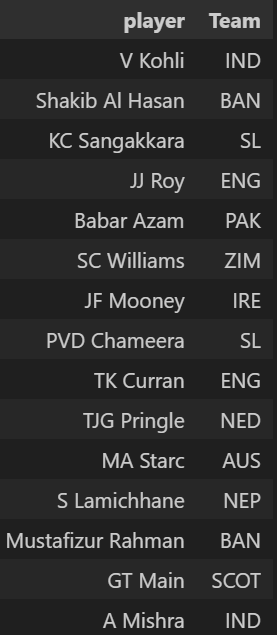 player Team
V Kohli IND
Shakib Al Hasan BAN
KC Sangakkara SL
JJ Roy ENG
Babar Azam PAK
SC Williams ZIM
JF Mooney IRE
PVD Chameera SL
TK Curran ENG
TJG Pringle NED
MA Starc AUS
S Lamichhane NEP
Mustafizur Rahman BAN
GT Main SCOT
A Mishra IND